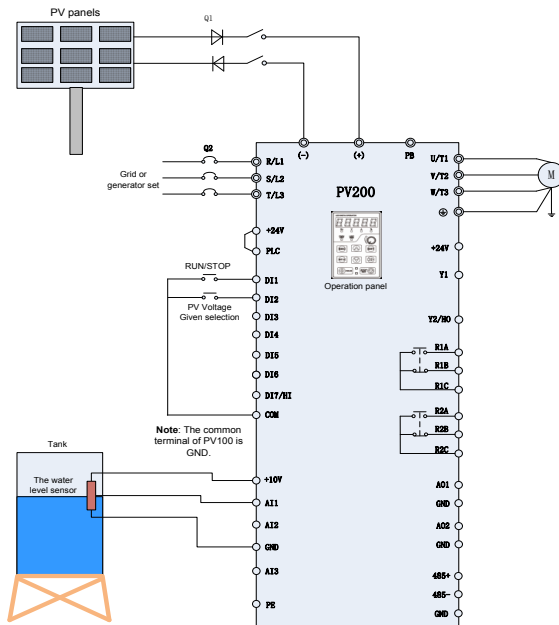 PV panels
Q1
(-)
(+)
PB
Q2
R/L1
S/L2
T/L3
Grid or
generator set
+24V
PLC
RUN/STOP
DI1
DI2
PV Voltage
Given selection
DI3
DI4
DI5
DI6
DI7/HI
COM
Note: The common
terminal of PV100 is
GND.
PV200
Operation panel
U/T1
V/T2
W/T3
M
+24V
Y1
Y2/HO
R1A
R1B
R1C
R2A
R2B
R2C
Tank
The water
level sensor
+10V
AI1
AI2
GND
AI3
PE
AO1
GND
AO2
GND
485+
485-
GND